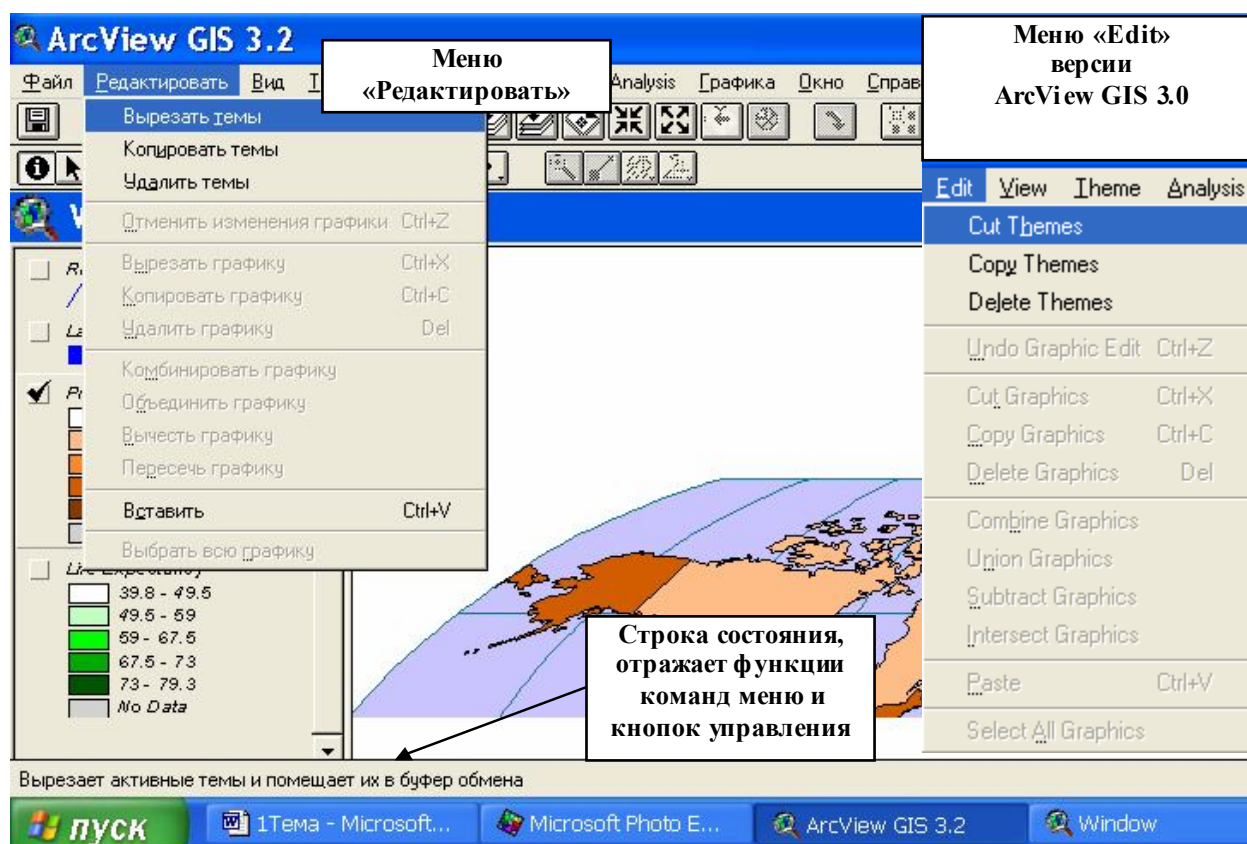 ArcView GIS 3.2
Меню
«Редактировать»
Меню «Edit»
версии
ArcView GIS 3.0
Файл Редактировать Вид Analysis Графика Окно
Вырезать темы
Копировать темы
Удалить темы
Отменить изменения графики Ctrl+Z
Вырезать графику Ctrl+X
Копировать графику Ctrl+C
Удалить графику Del
Комбинировать графику
Объединить графику
Вычесть графику
Пересечь графику
Вставить Ctrl+V
Выбрать всю графику
Edit View Theme Analysis
Cut Themes
Copy Themes
Delete Themes
Undo Graphic Edit Ctrl+Z
Cut Graphics Ctrl+X
Copy Graphics Ctrl+C
Delete Graphics Del
Combine Graphics
Union Graphics
Subtract Graphics
Intersect Graphics
Paste Ctrl+V
Select All Graphics
39.8 - 49.5
49.5 - 59
59 - 67.5
67.5 - 73
73 - 79.3
No Data
Строка состояния,
отражает функции
команд меню и
кнопок управления
Вырезает активные темы и помещает их в буфер обмена
пуск 1Тема - Microsoft... Microsoft Photo E... ArcView GIS 3.2 Window